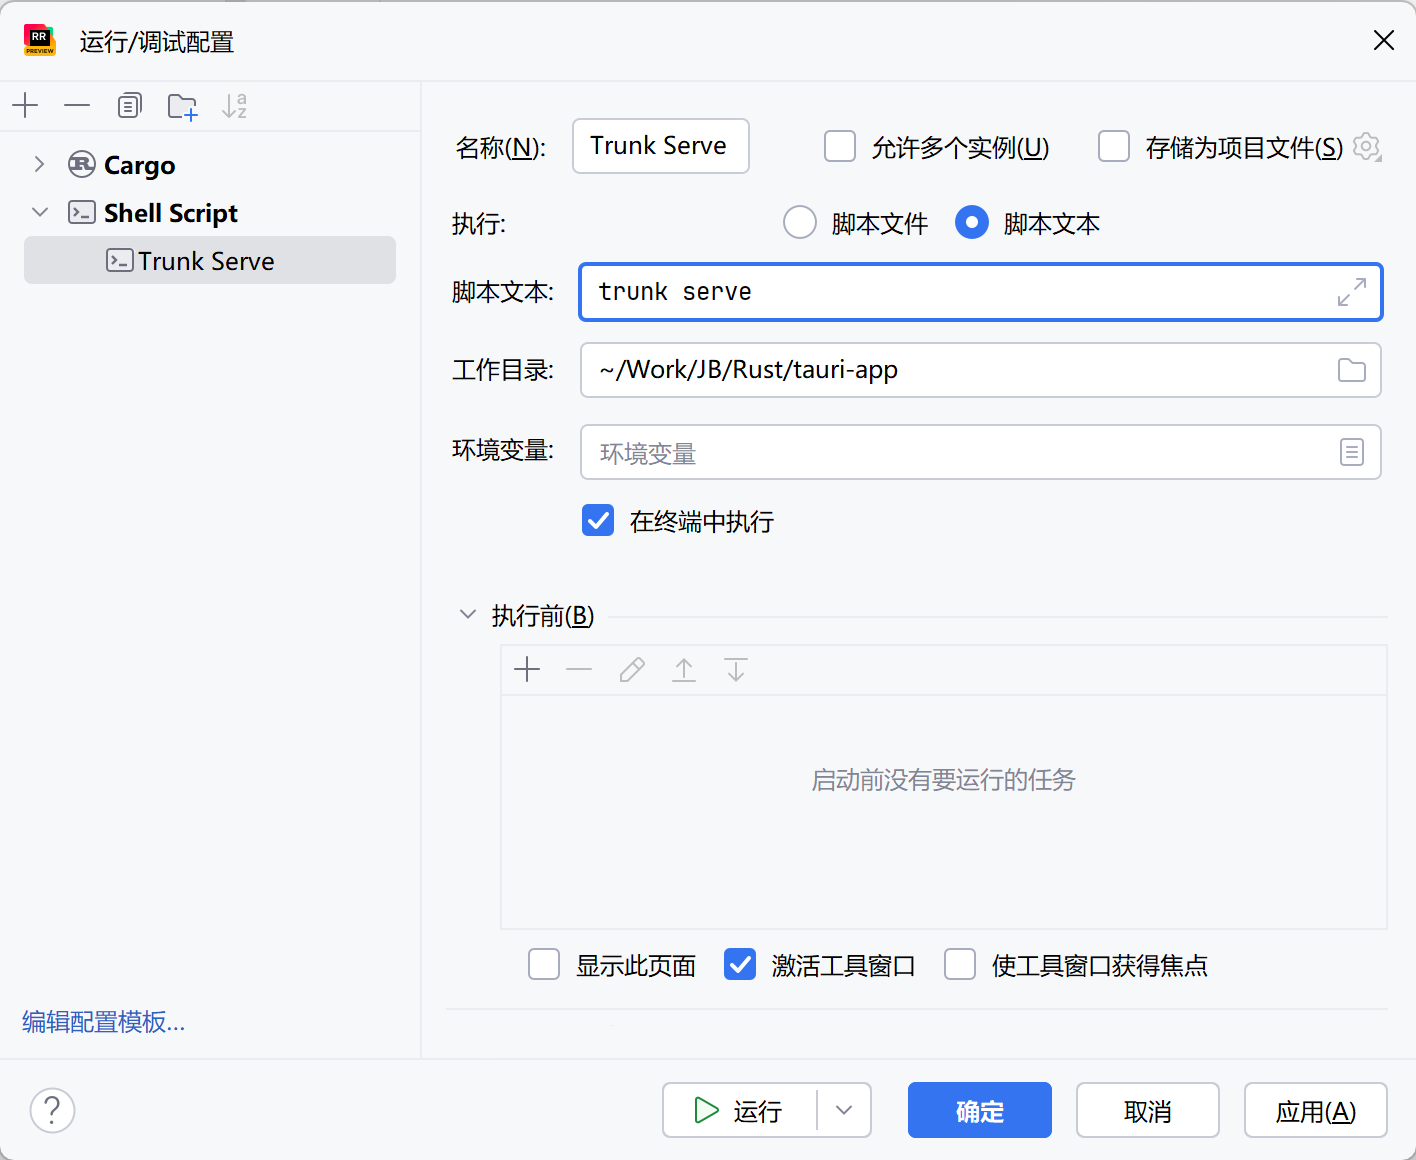 RR
PREVIEW
运行/调试配置
Cargo
Shell Script
Trunk Serve
编辑配置模板...
名称(N): Trunk Serve 允许多个实例(U) 存储为项目文件(S)
执行: 脚本文件 脚本文本
脚本文本: trunk serve
工作目录: ~/Work/JB/Rust/tauri-app
环境变量: 环境变量
在终端中执行
执行前(B)
启动前没有要运行的任务
显示此页面 激活工具窗口 使工具窗口获得焦点
? 运行 确定 取消 应用(A)